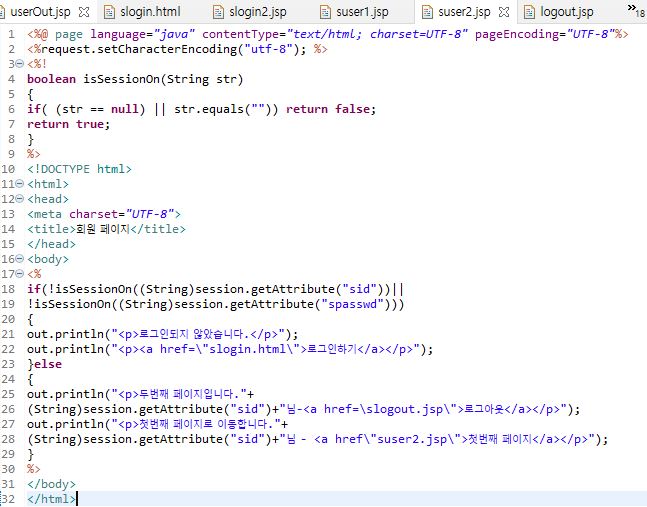 userOut.jsp slogin.html slogin2.jsp suser1.jsp suser2.jsp logout.jsp »18
1 <%@ page language="java" contentType="text/html; charset=UTF-8" pageEncoding="UTF-8"%>
2 <%request.setCharacterEncoding("utf-8"); %>
3 <%!
4 boolean isSessionOn(String str)
5 {
6 if( (str == null) || str.equals("")) return false;
7 return true;
8 }
9 %>
10 <!DOCTYPE html>
11 <html>
12 <head>
13 <meta charset="UTF-8">
14 <title>회원 페이지</title>
15 </head>
16 <body>
17 <%
18 if(!isSessionOn((String)session.getAttribute("sid"))||
19 !isSessionOn((String)session.getAttribute("spasswd")))
20 {
21 out.println("<p>로그인되지 않았습니다.</p>");
22 out.println("<p><a href=\"slogin.html\">로그인하기</a></p>");
23 }else
24 {
25 out.println("<p>두번째 페이지입니다."+
26 (String)session.getAttribute("sid")+"님-<a href=\slogout.jsp\">로그아웃</a></p>");
27 out.println("<p>첫번째 페이지로 이동합니다."+
28 (String)session.getAttribute("sid")+"님 - <a href\"suser2.jsp\">첫번째 페이지</a></p>");
29 }
30 %>
31 </body>
32 </html>